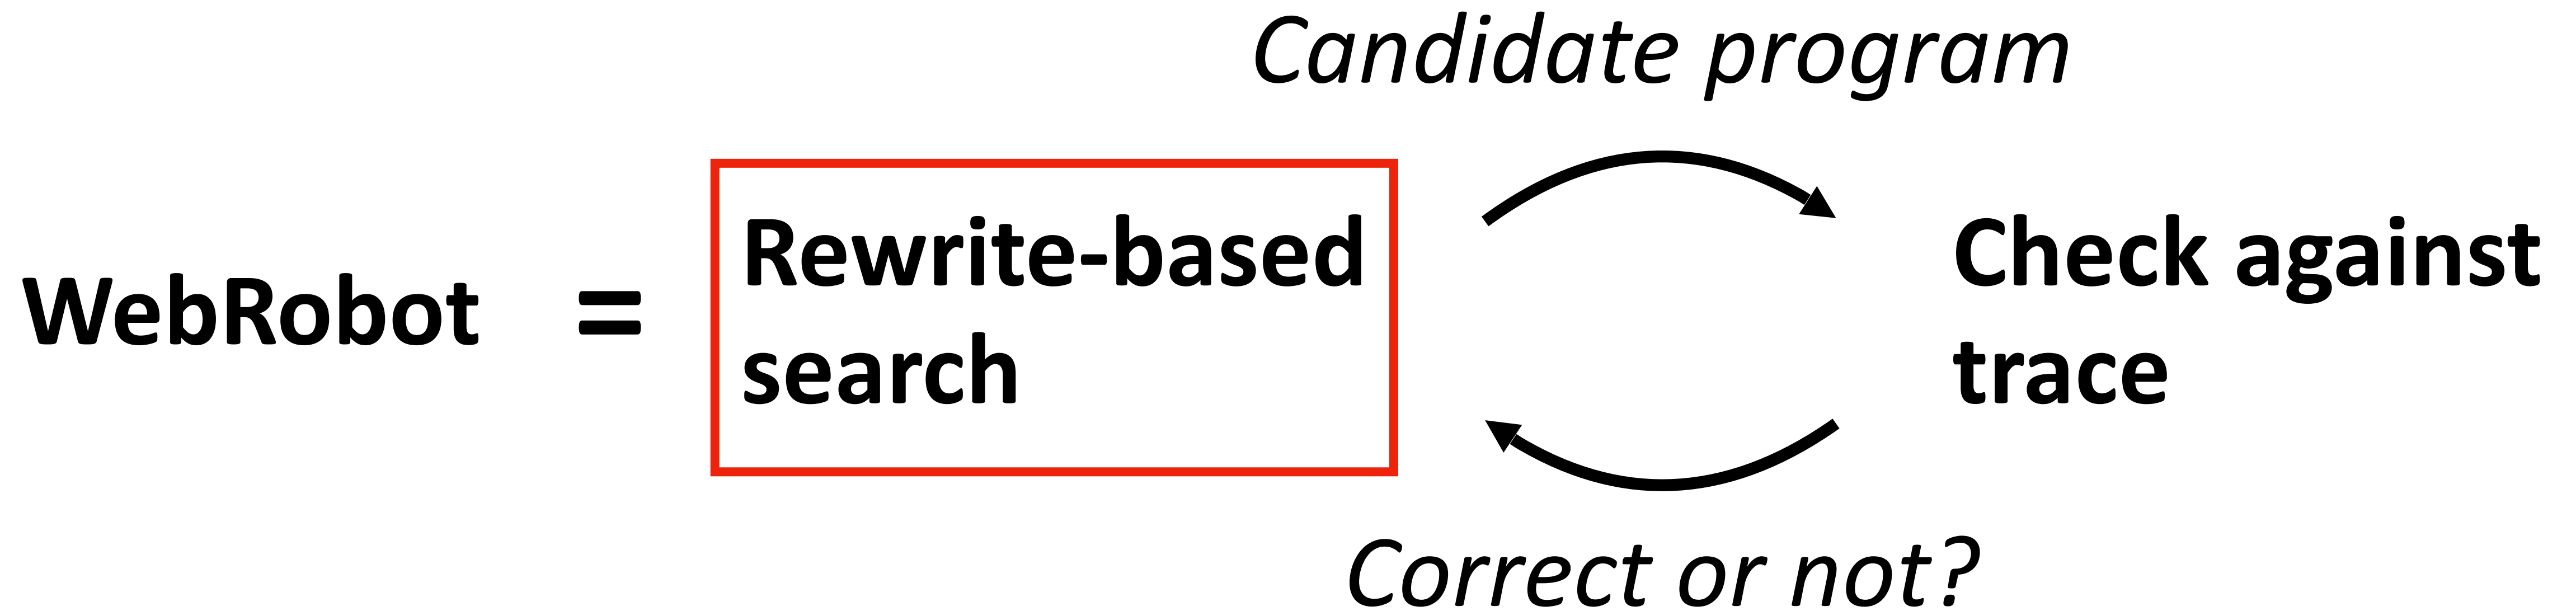 Candidate program
WebRobot = Rewrite-based
search
Check against
trace
Correct or not?